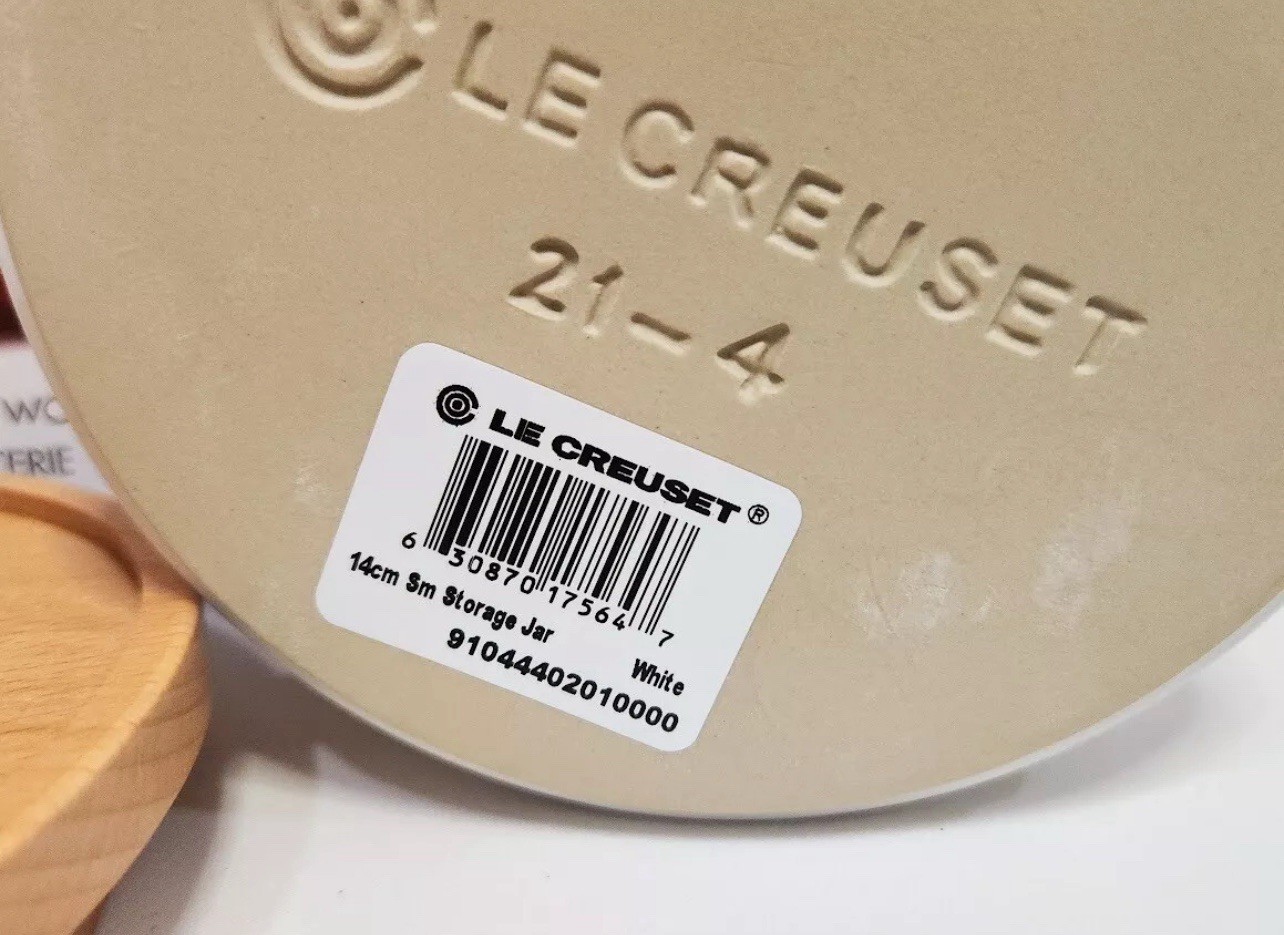 LE CREUSET
21-4
LE CREUSET ®
6 30870 17564 7
14cm Sm Storage Jar
White
91044402010000